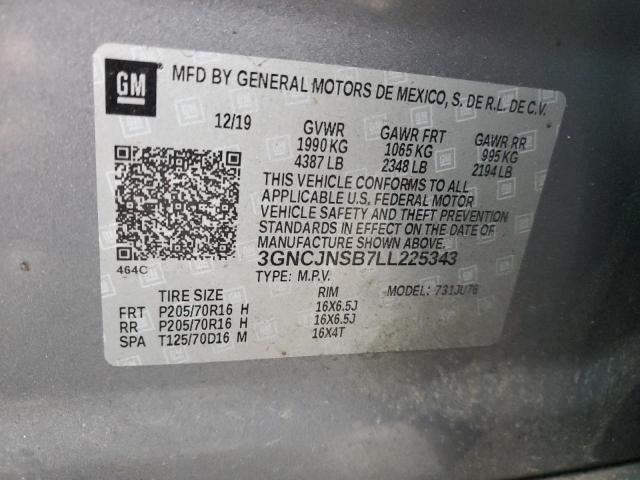 GM
MFD BY GENERAL MOTORS DE MEXICO, S. DE R.L. DE C.V.
12/19 GVWR GAWR FRT GAWR RR
1990 KG 1065 KG 995 KG
4387 LB 2348 LB 2194 LB
THIS VEHICLE CONFORMS TO ALL
APPLICABLE U.S. FEDERAL MOTOR
VEHICLE SAFETY AND THEFT PREVENTION
STANDARDS IN EFFECT ON THE DATE OF
MANUFACTURE SHOWN ABOVE.
464C 3GNCJNSB7LL225343
TYPE: M.P.V. MODEL: 731JU76
TIRE SIZE RIM
FRT P205/70R16 H 16X6.5J
RR P205/70R16 H 16X6.5J
SPA T125/70D16 M 16X4T